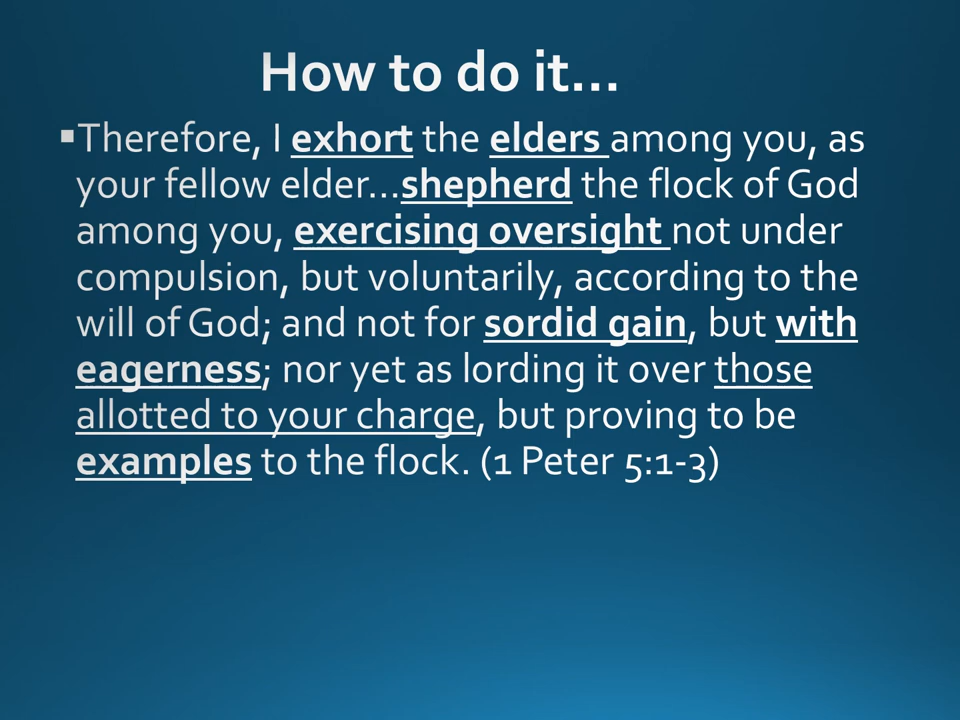 How to do it...
▪Therefore, I exhort the elders among you, as
your fellow elder...shepherd the flock of God
among you, exercising oversight not under
compulsion, but voluntarily, according to the
will of God; and not for sordid gain, but with
eagerness; nor yet as lording it over those
allotted to your charge, but proving to be
examples to the flock. (1 Peter 5:1-3)